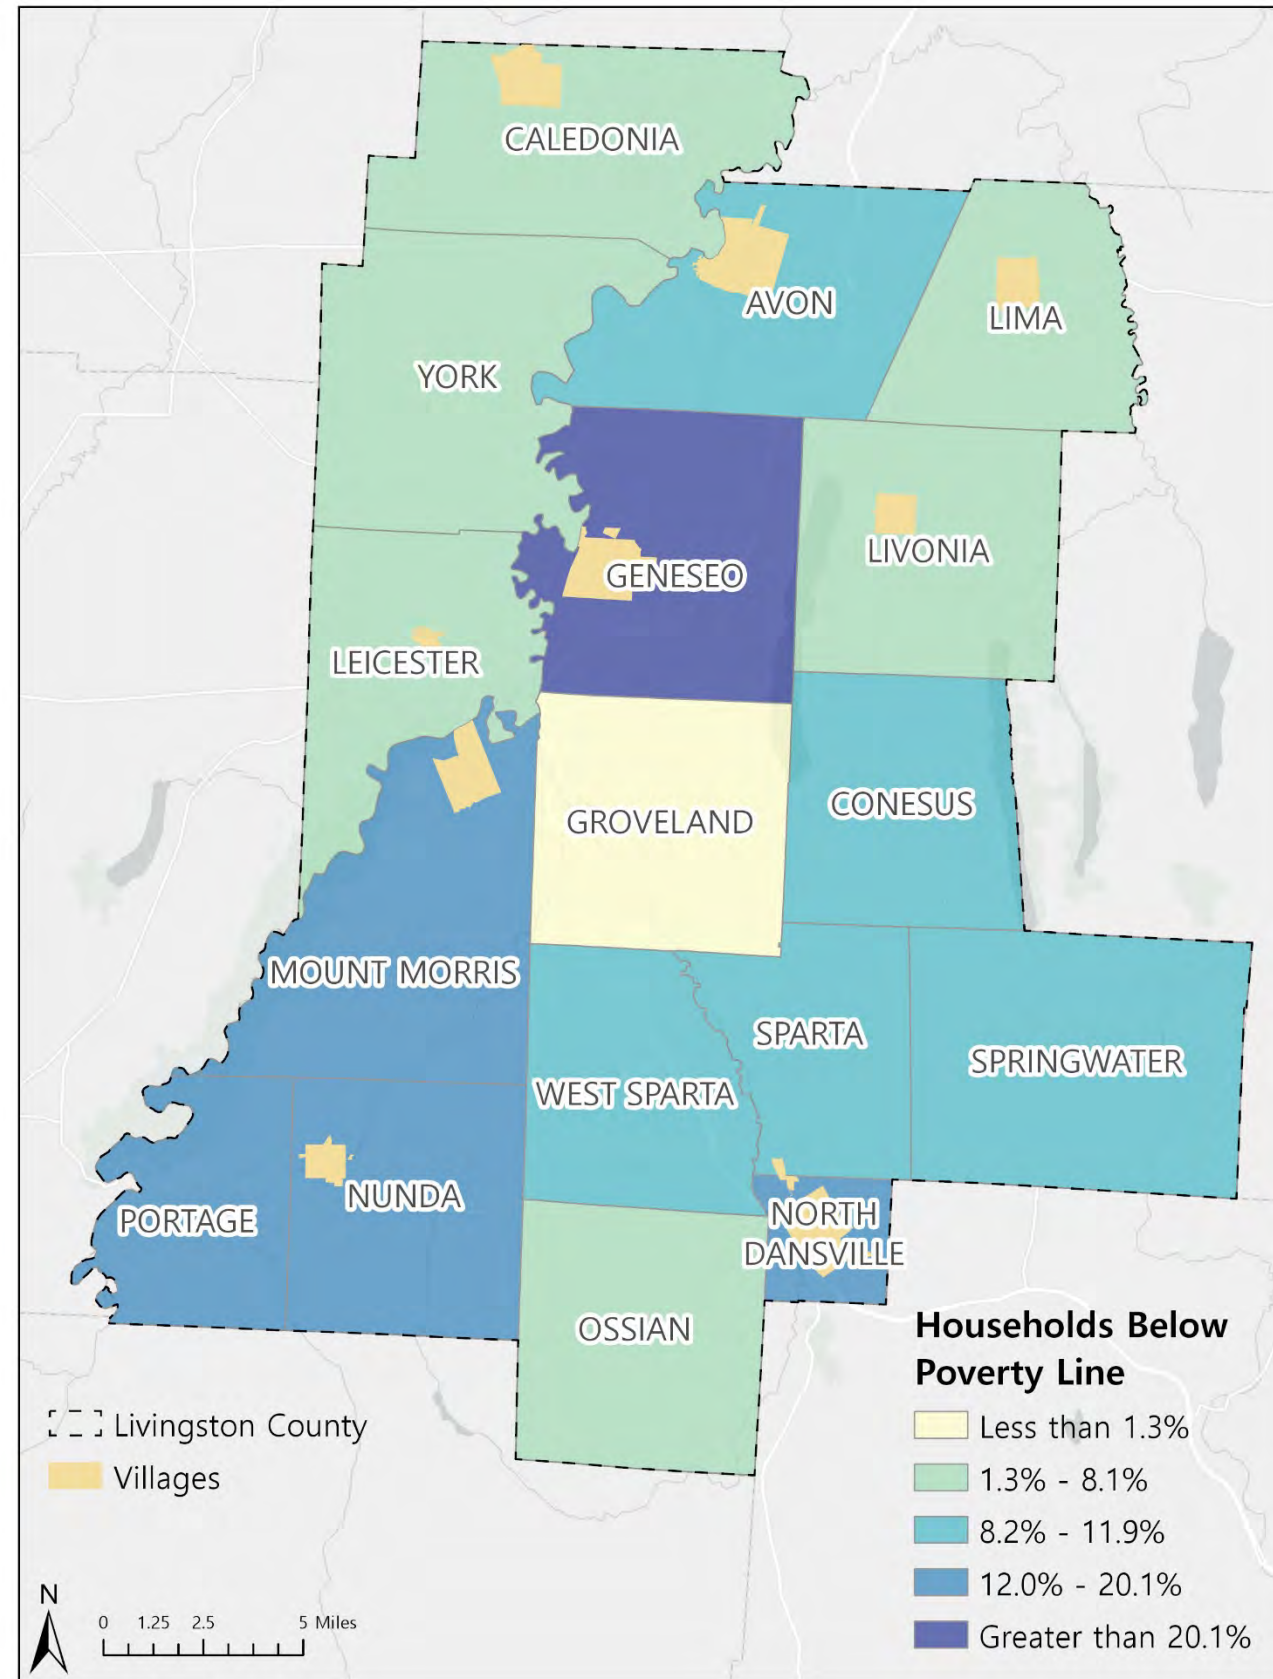 CALEDONIA
AVON
LIMA
YORK
LIVONIA
GENESEO
LEICESTER
CONESUS
GROVELAND
MOUNT MORRIS
SPARTA
SPRINGWATER
WEST SPARTA
NUNDA
PORTAGE
NORTH
DANSVILLE
OSSIAN
Households Below
Poverty Line
Less than 1.3%
1.3% - 8.1%
8.2% - 11.9%
12.0% - 20.1%
Greater than 20.1%
Livingston County
Villages
N
0 1.25 2.5 5 Miles